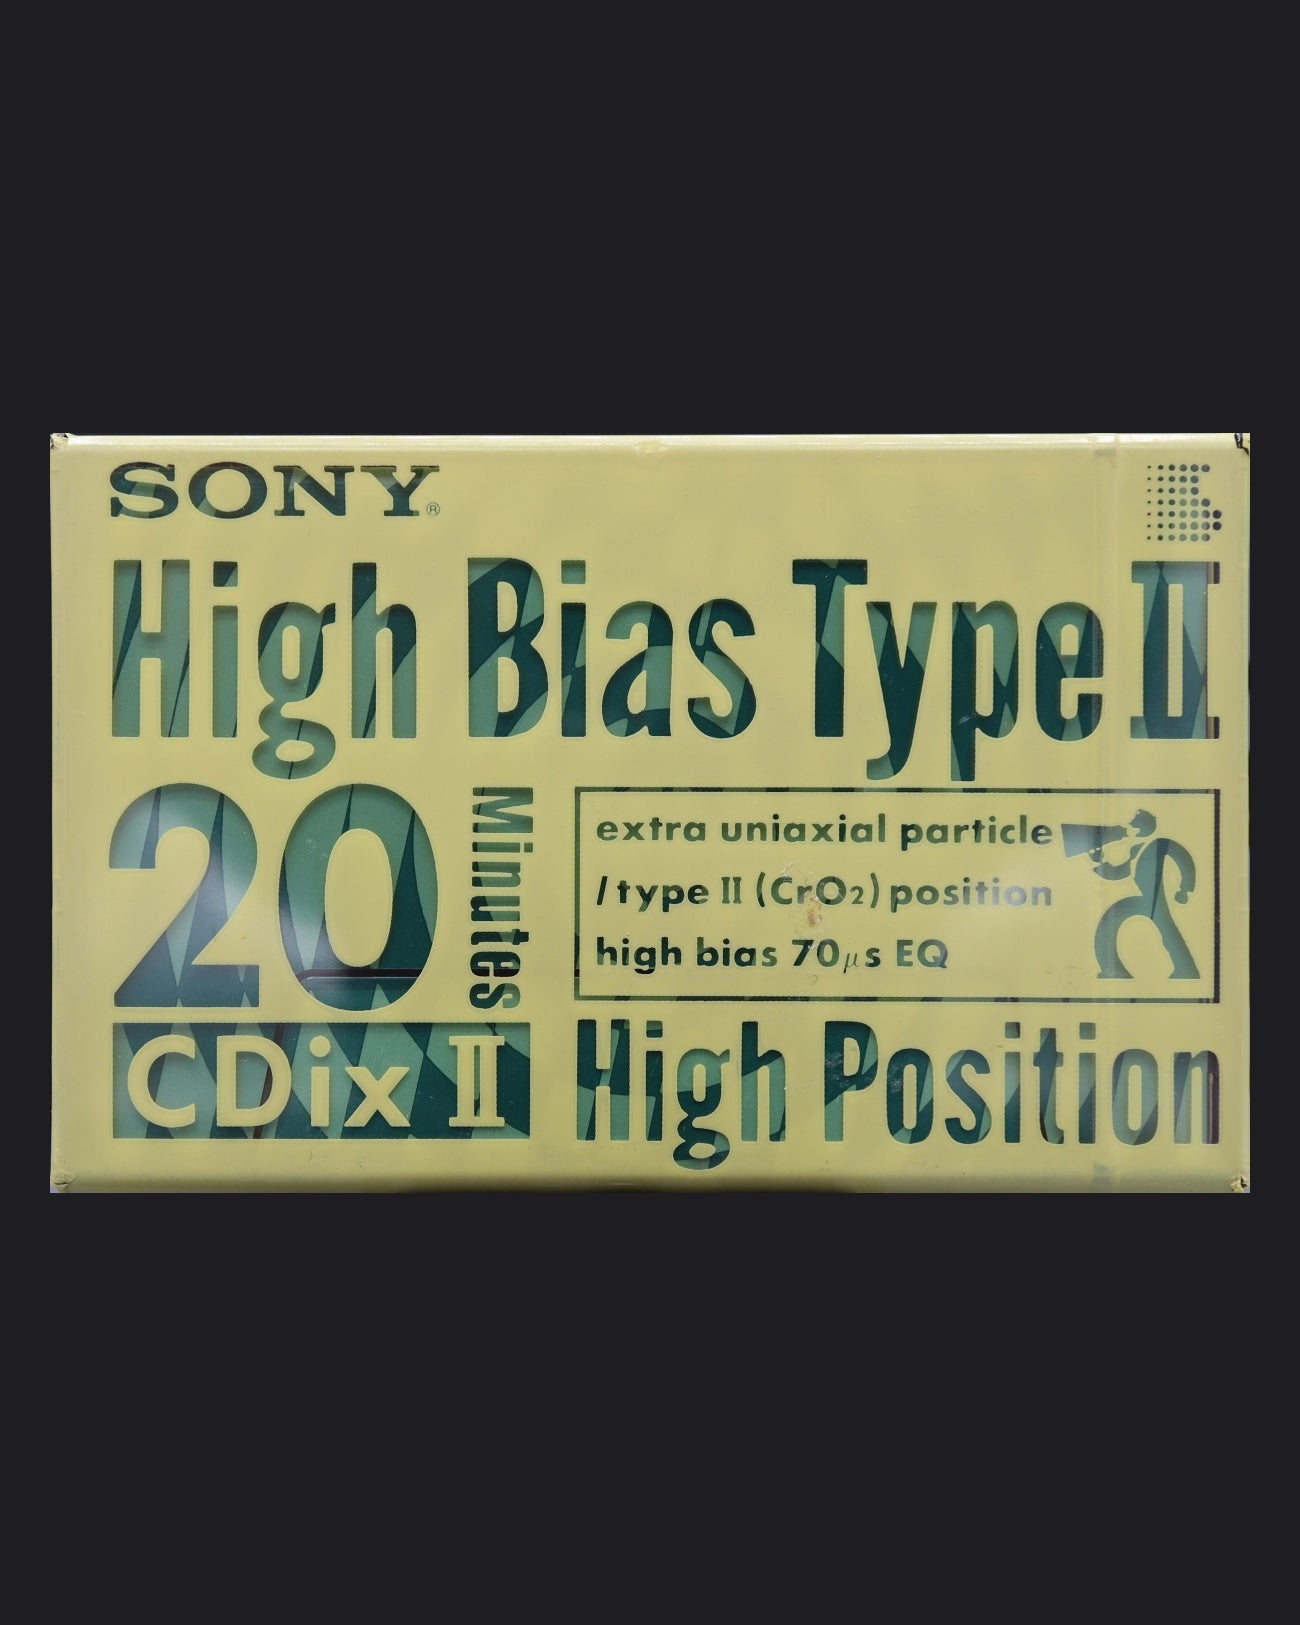 SONY®
High Bias Type II
20 Minutes
extra uniaxial particle
/type II (CrO₂) position
high bias 70μs EQ
CDix II
High Position